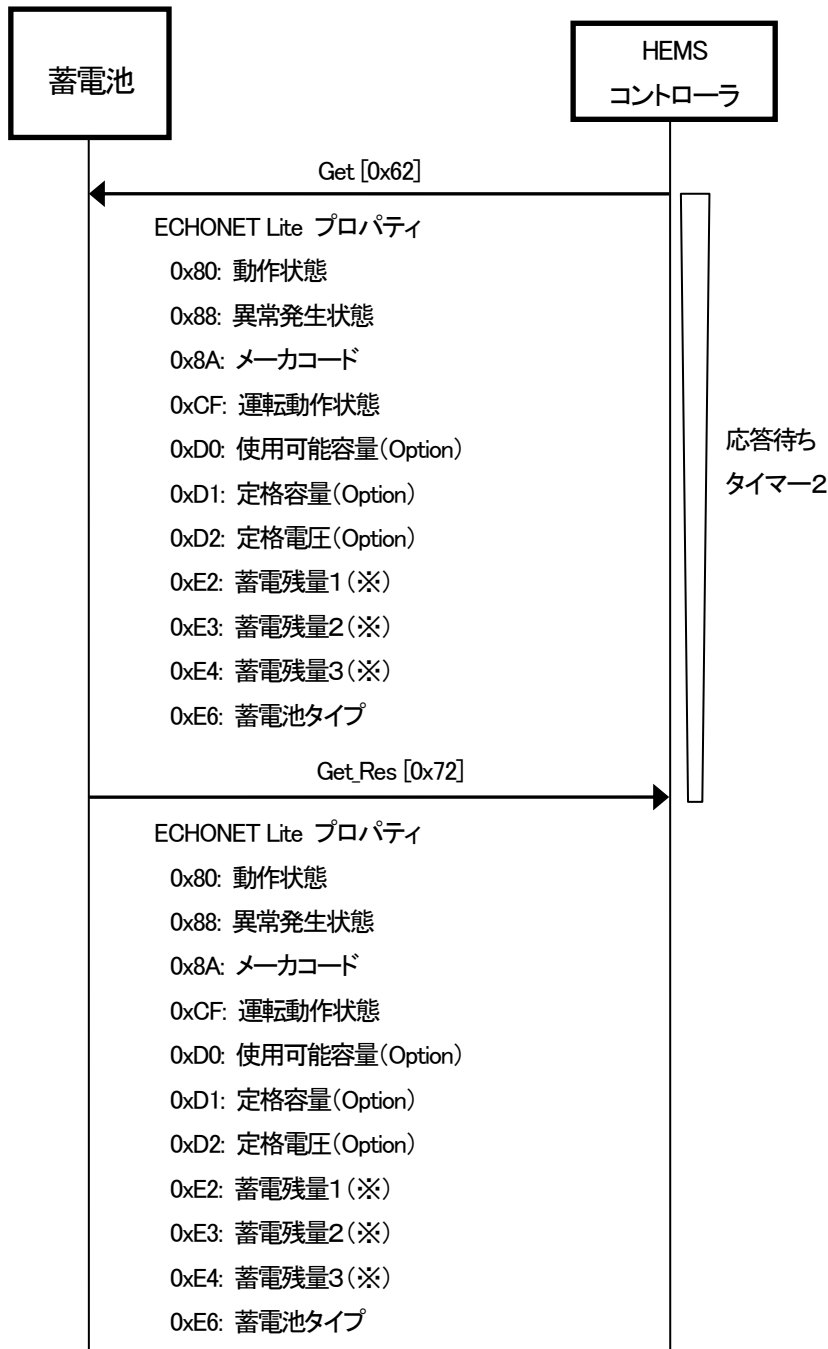 蓄電池
HEMS
コントローラ
Get [0x62]
ECHONET Lite プロパティ
0x80: 動作状態
0x88: 異常発生状態
0x8A: メーカコード
0xCF: 運転動作状態
0xD0: 使用可能容量(Option)
0xD1: 定格容量(Option)
0xD2: 定格電圧(Option)
0xE2: 蓄電残量1(※)
0xE3: 蓄電残量2(※)
0xE4: 蓄電残量3(※)
0xE6: 蓄電池タイプ
応答待ち
タイマー2
Get_Res [0x72]
ECHONET Lite プロパティ
0x80: 動作状態
0x88: 異常発生状態
0x8A: メーカコード
0xCF: 運転動作状態
0xD0: 使用可能容量(Option)
0xD1: 定格容量(Option)
0xD2: 定格電圧(Option)
0xE2: 蓄電残量1(※)
0xE3: 蓄電残量2(※)
0xE4: 蓄電残量3(※)
0xE6: 蓄電池タイプ